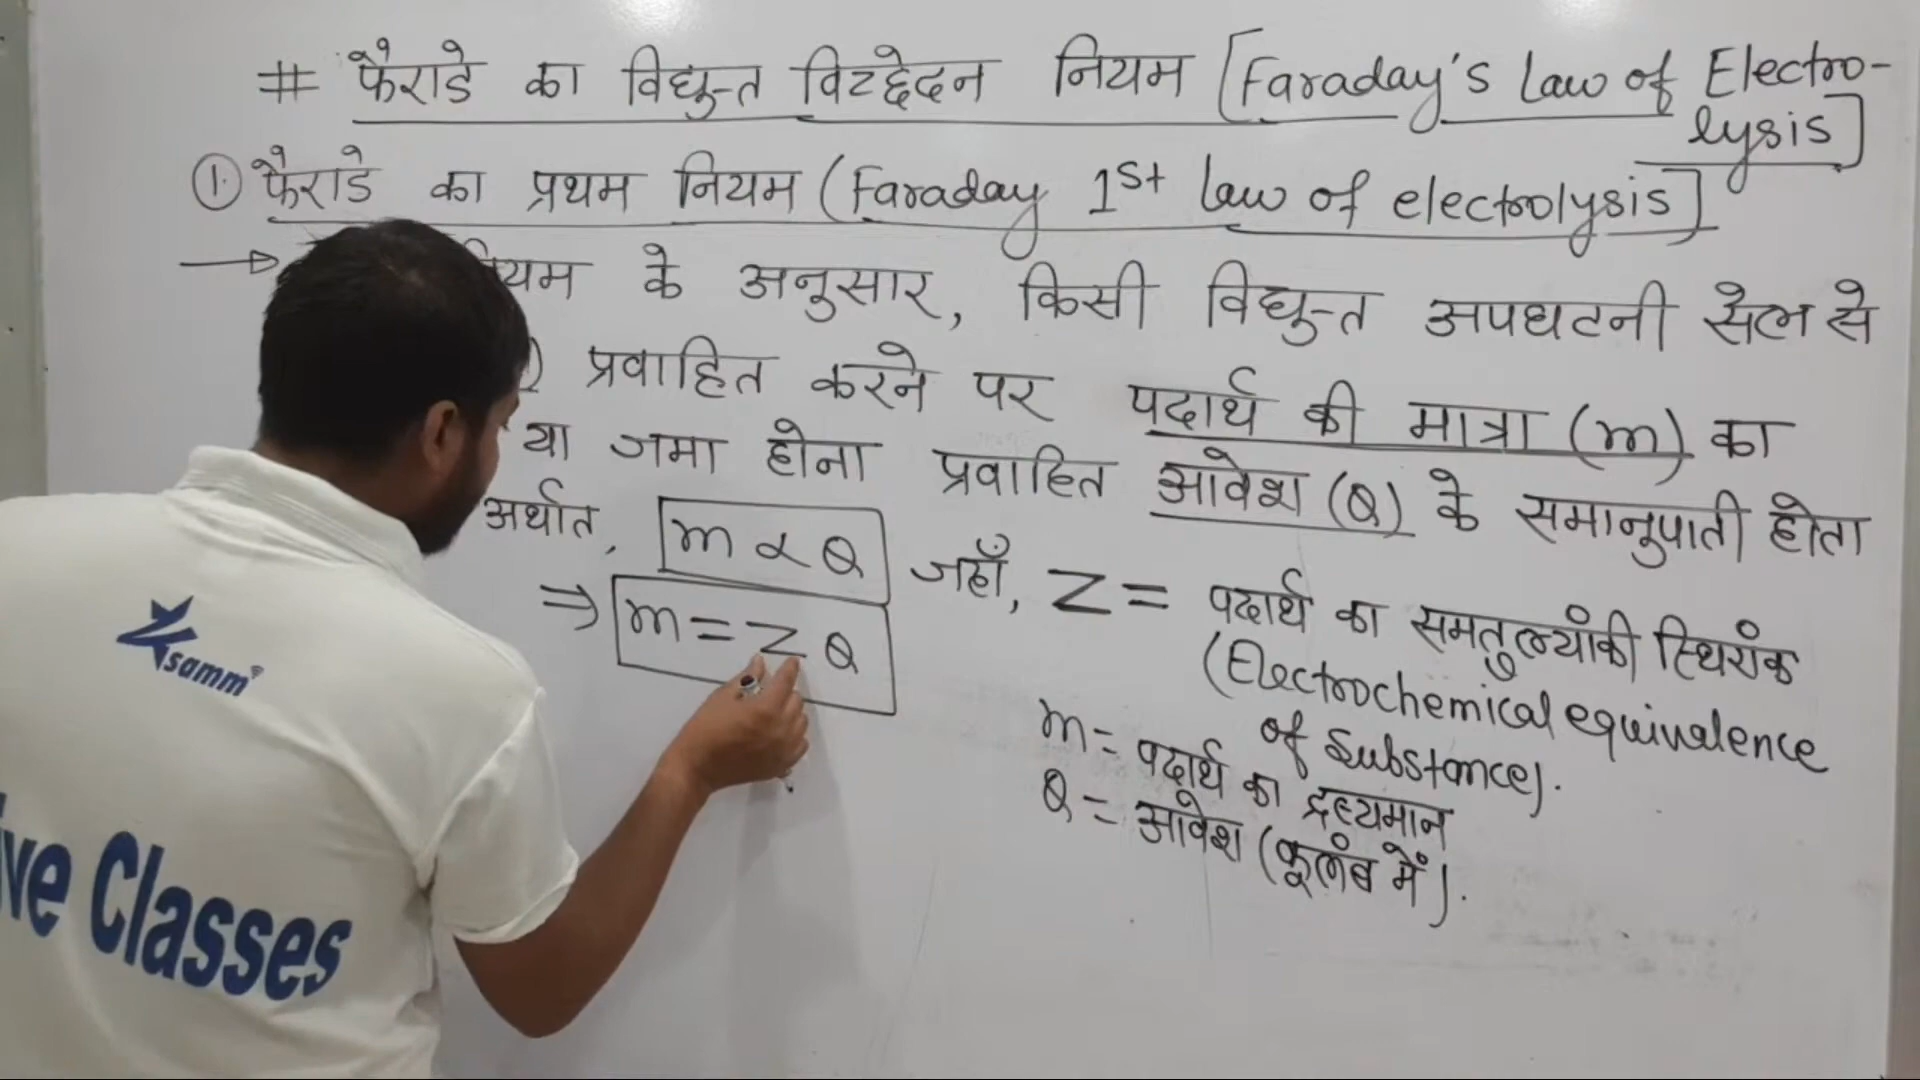 # फैराडे का विद्युत विच्छेदन नियम [Faraday's Law of Electro-
lysis]
1. फैराडे का प्रथम नियम (Faraday 1st Law of electrolysis]
→ यम के अनुसार, किसी विद्युत अपघटनी सेल से
) प्रवाहित करने पर पदार्थ की मात्रा (m) का
या जमा होना प्रवाहित आवेश (Q) के समानुपाती होता
अर्थात, m α Q जहाँ, Z = पदार्थ का समतुल्यांकी स्थिरांक
⇒ m = ZQ (Electrochemical equivalence
of Substance).
m = पदार्थ का द्रव्यमान
Q = आवेश (कूलंब में).
samm
ive Classes